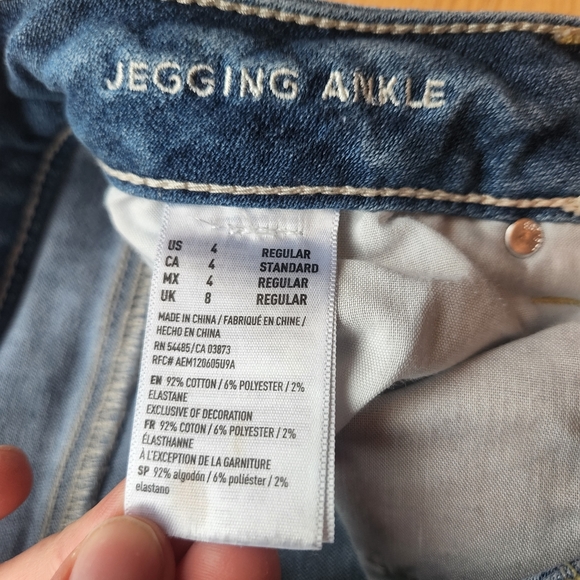 JEGGING ANKLE
US 4 REGULAR
CA 4 STANDARD
MX 4 REGULAR
UK 8 REGULAR
MADE IN CHINA / FABRIQUÉ EN CHINE /
HECHO EN CHINA
RN 54485/CA 03873
RFC# AEM120605U9A
EN 92% COTTON / 6% POLYESTER / 2%
ELASTANE
EXCLUSIVE OF DECORATION
FR 92% COTON / 6% POLYESTER / 2%
ÉLASTHANNE
À L'EXCEPTION DE LA GARNITURE
SP 92% algodón / 6% poliéster / 2%
elastano